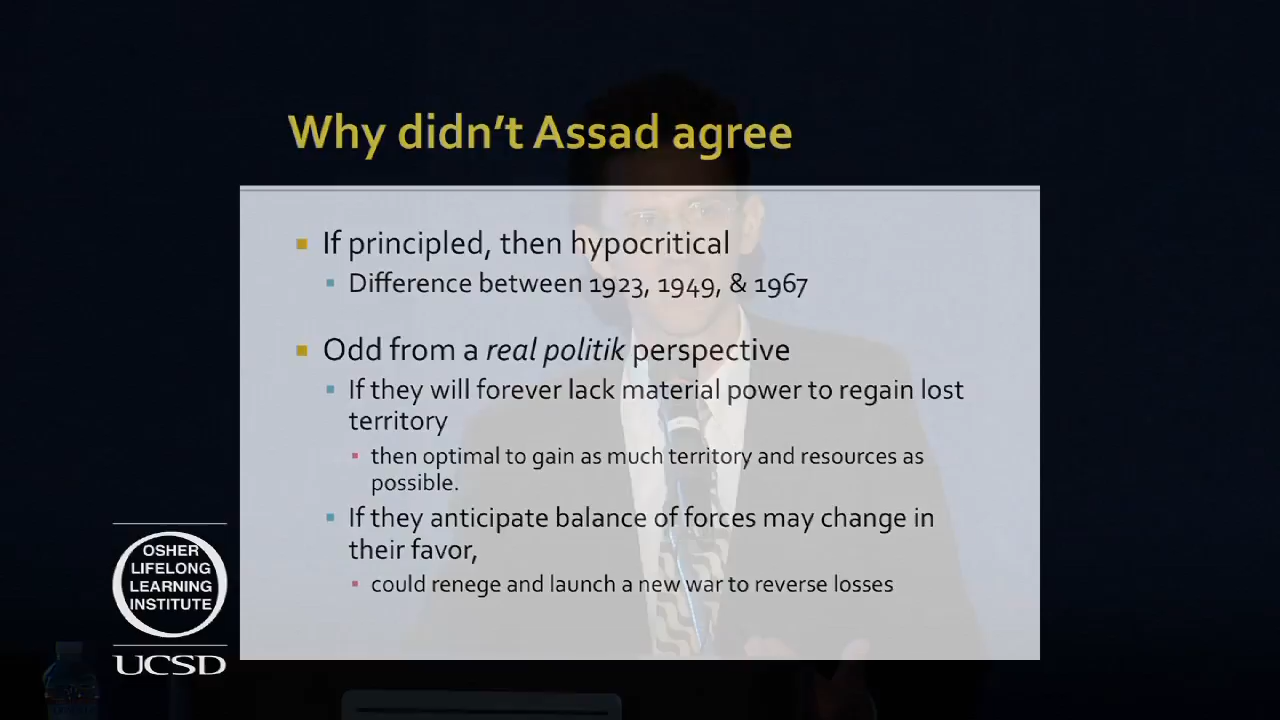 Why didn't Assad agree
If principled, then hypocritical
Difference between 1923, 1949, & 1967
Odd from a real politik perspective
If they will forever lack material power to regain lost
territory
then optimal to gain as much territory and resources as
possible.
If they anticipate balance of forces may change in
their favor,
could renege and launch a new war to reverse losses
OSHER
LIFELONG
LEARNING
INSTITUTE
UCSD